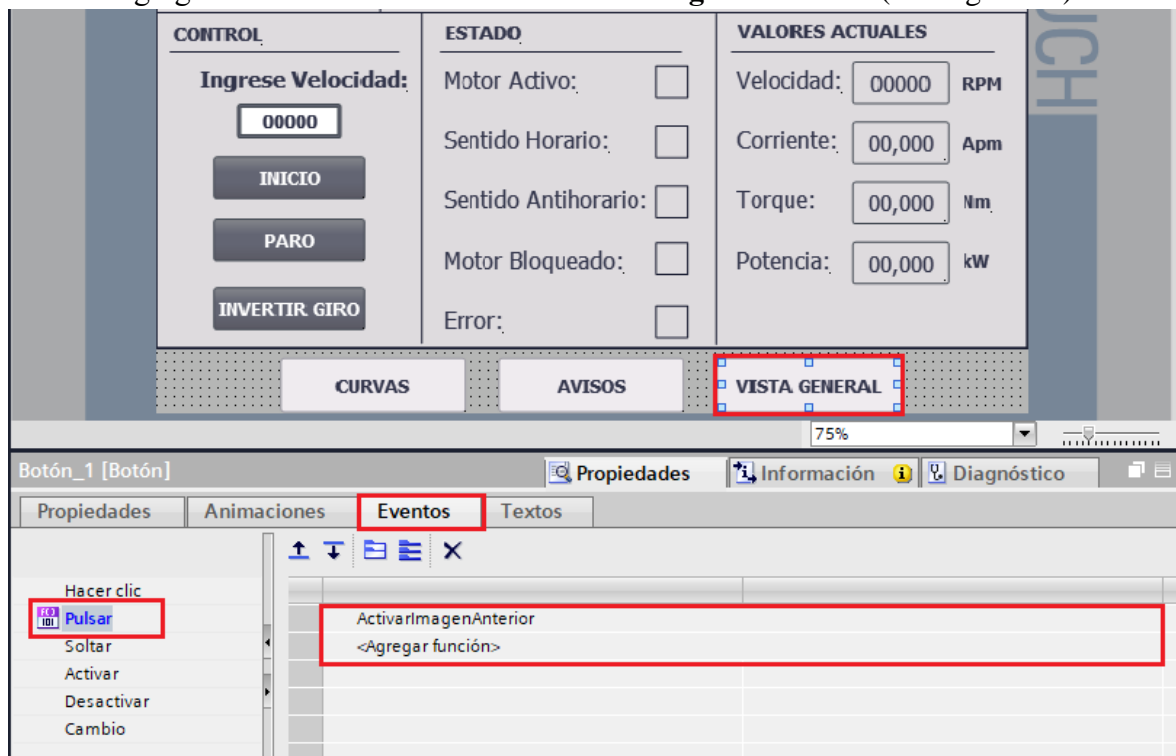 CONTROL
Ingrese Velocidad:
00000
INICIO
PARO
INVERTIR GIRO
ESTADO
Motor Activo:
Sentido Horario:
Sentido Antihorario:
Motor Bloqueado:
Error:
VALORES ACTUALES
Velocidad: 00000 RPM
Corriente: 00,000 Apm
Torque: 00,000 Nm
Potencia: 00,000 kW
UCH
CURVAS AVISOS VISTA GENERAL
75%
Botón_1 [Botón] Propiedades Información Diagnóstico
Propiedades Animaciones Eventos Textos
Hacer clic
Pulsar ActivarImagenAnterior
Soltar <Agregar función>
Activar
Desactivar
Cambio